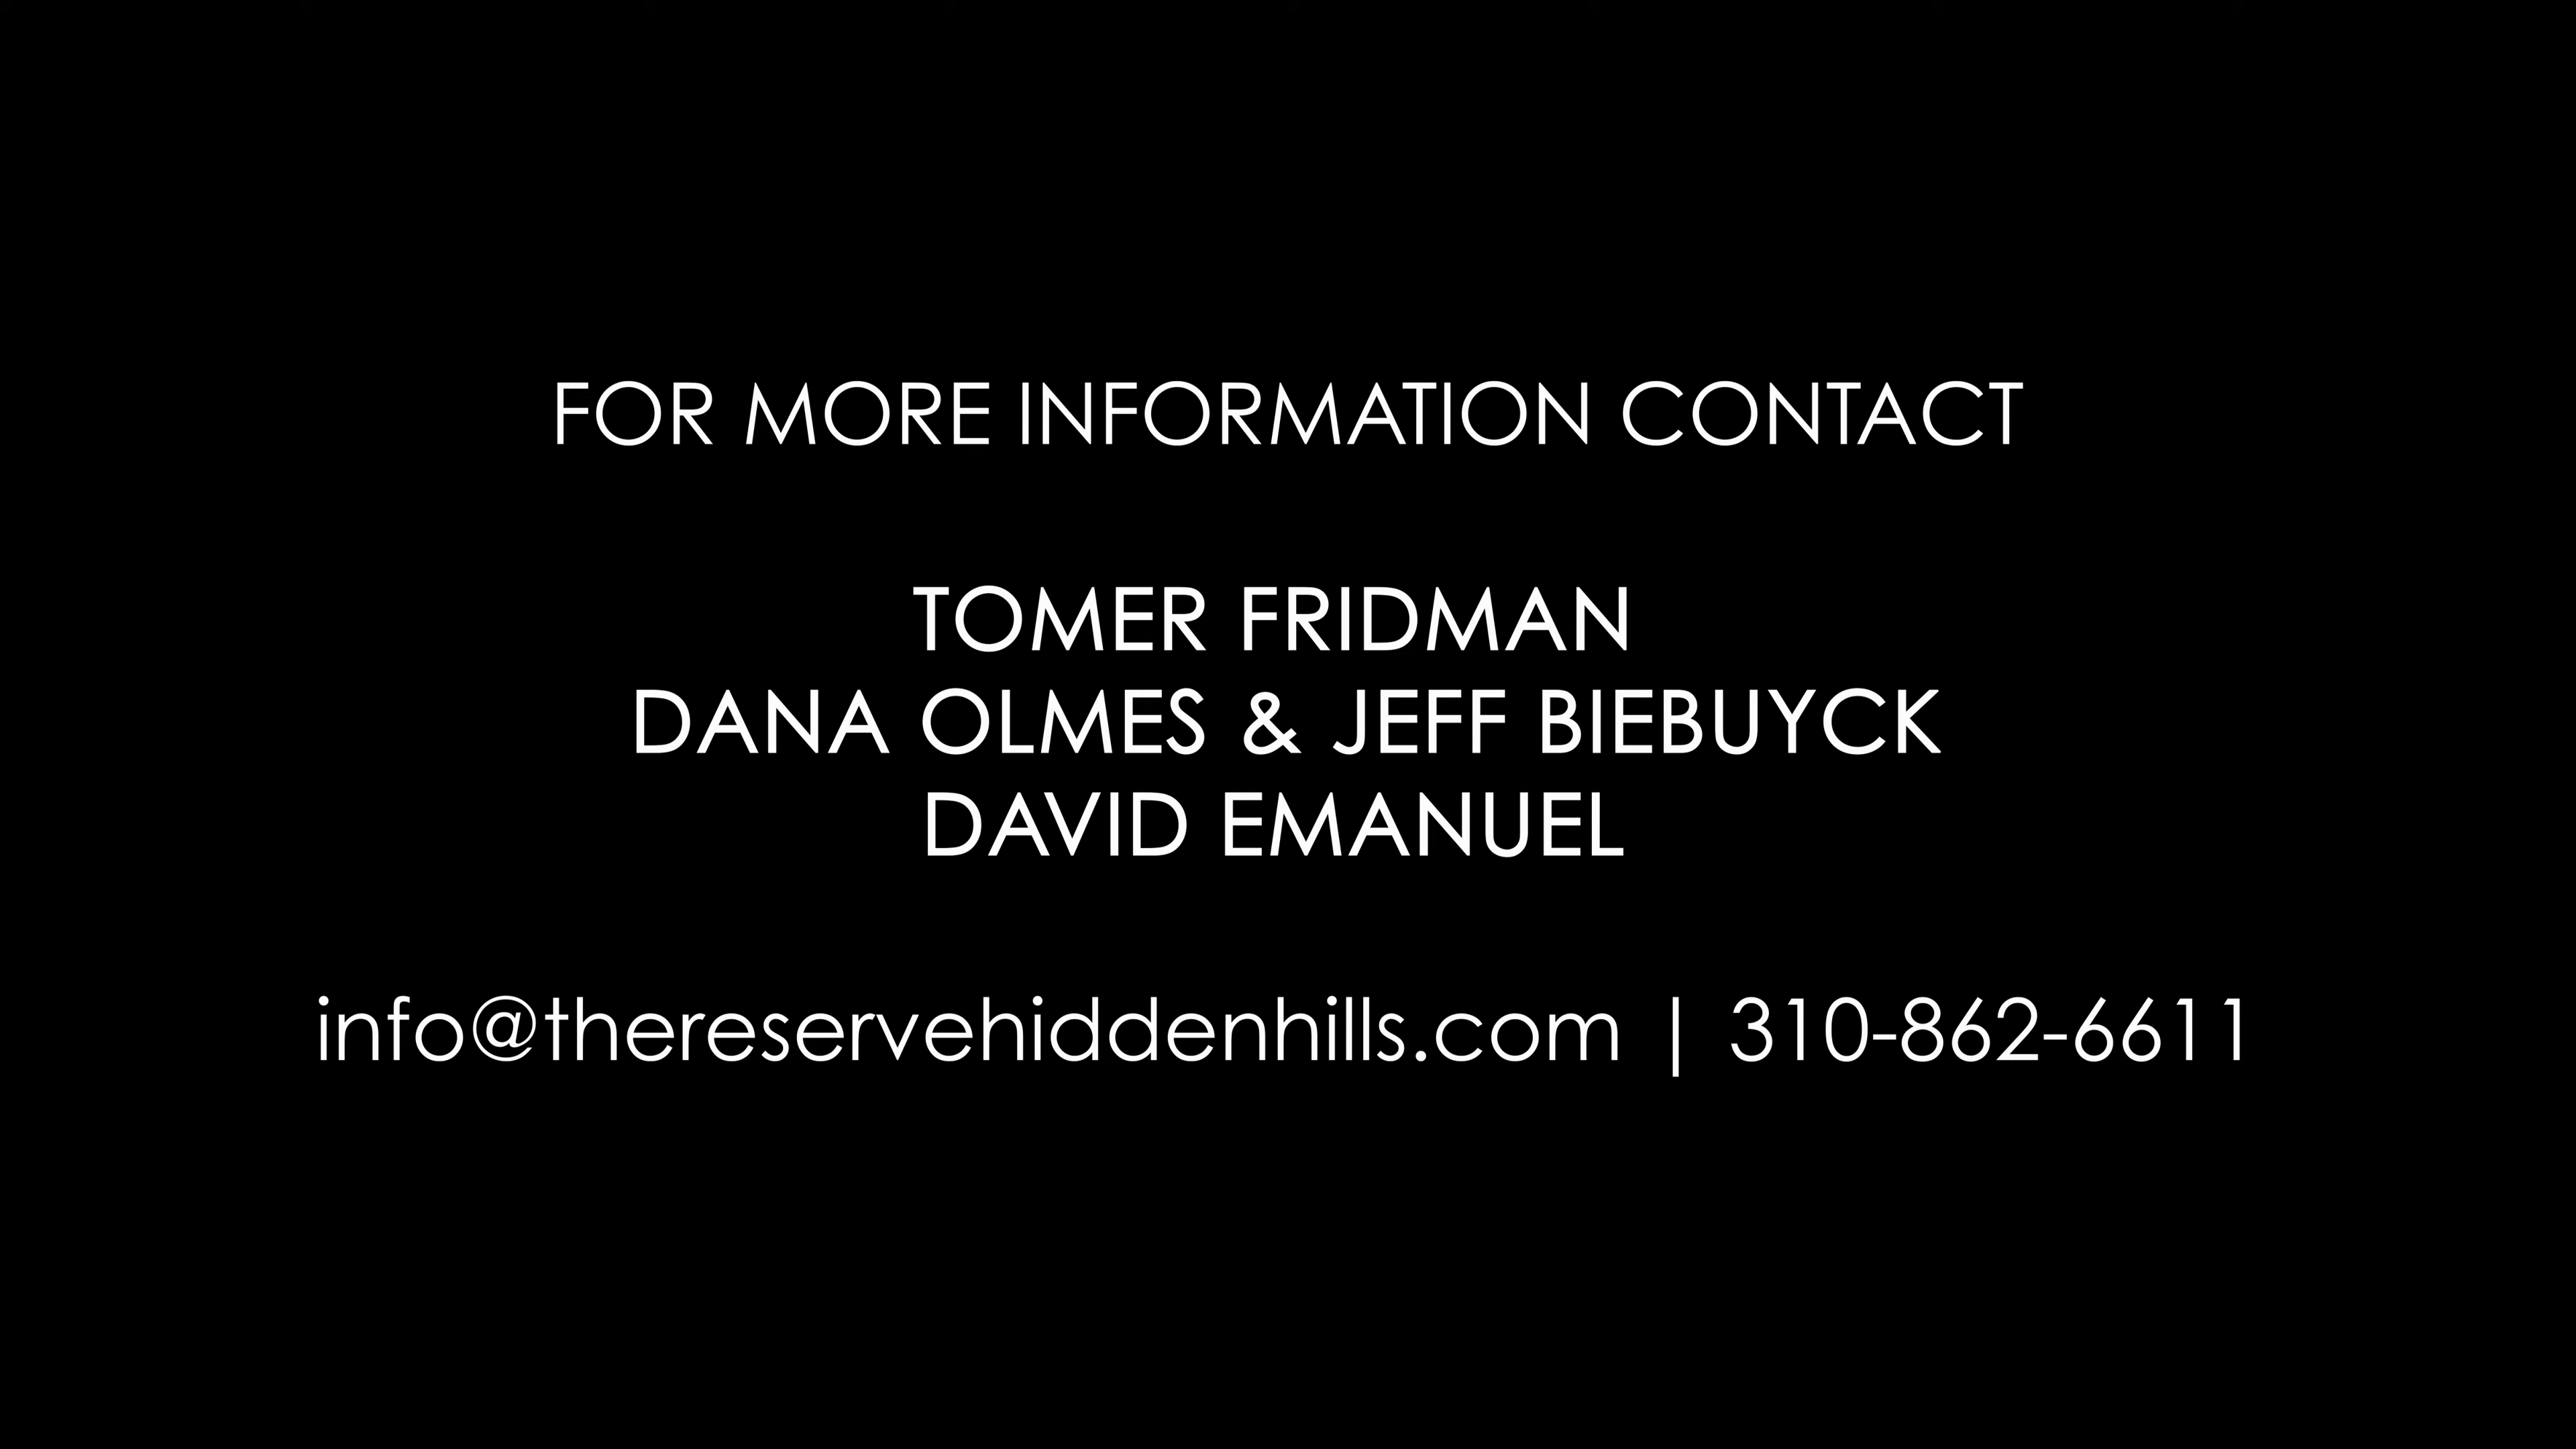 FOR MORE INFORMATION CONTACT
TOMER FRIDMAN
DANA OLMES & JEFF BIEBUYCK
DAVID EMANUEL
info@thereservehiddenhills.com | 310-862-6611